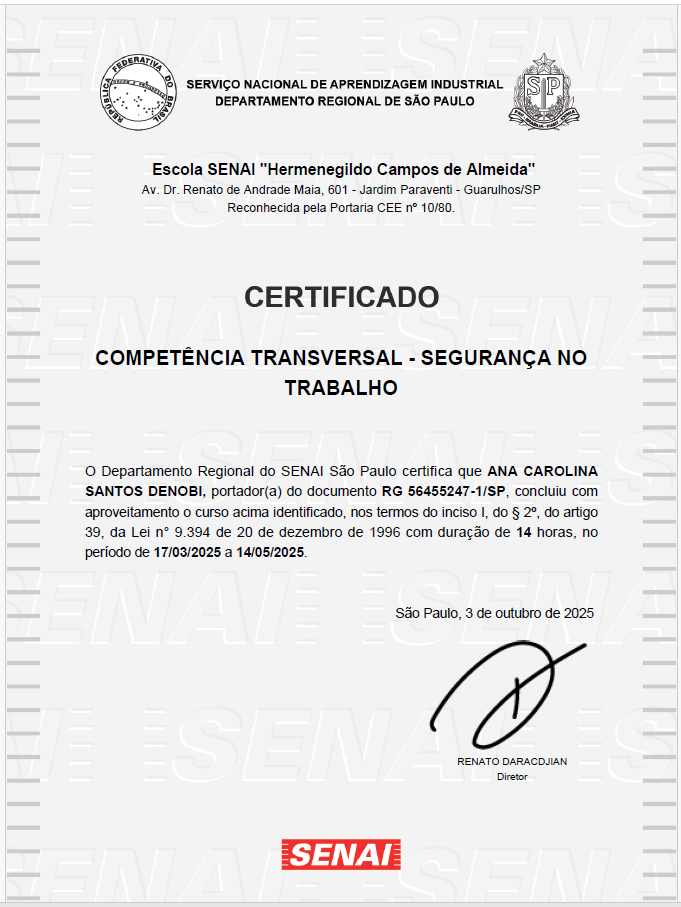 REPÚBLICA FEDERATIVA DO BRASIL
SERVIÇO NACIONAL DE APRENDIZAGEM INDUSTRIAL
DEPARTAMENTO REGIONAL DE SÃO PAULO
SP
Escola SENAI "Hermenegildo Campos de Almeida"
Av. Dr. Renato de Andrade Maia, 601 - Jardim Paraventi - Guarulhos/SP
Reconhecida pela Portaria CEE nº 10/80.
CERTIFICADO
COMPETÊNCIA TRANSVERSAL - SEGURANÇA NO
TRABALHO
O Departamento Regional do SENAI São Paulo certifica que ANA CAROLINA
SANTOS DENOBI, portador(a) do documento RG 56455247-1/SP, concluiu com
aproveitamento o curso acima identificado, nos termos do inciso I, do § 2º, do artigo
39, da Lei n° 9.394 de 20 de dezembro de 1996 com duração de 14 horas, no
período de 17/03/2025 a 14/05/2025.
São Paulo, 3 de outubro de 2025
RENATO DARACDJIAN
Diretor
SENAI